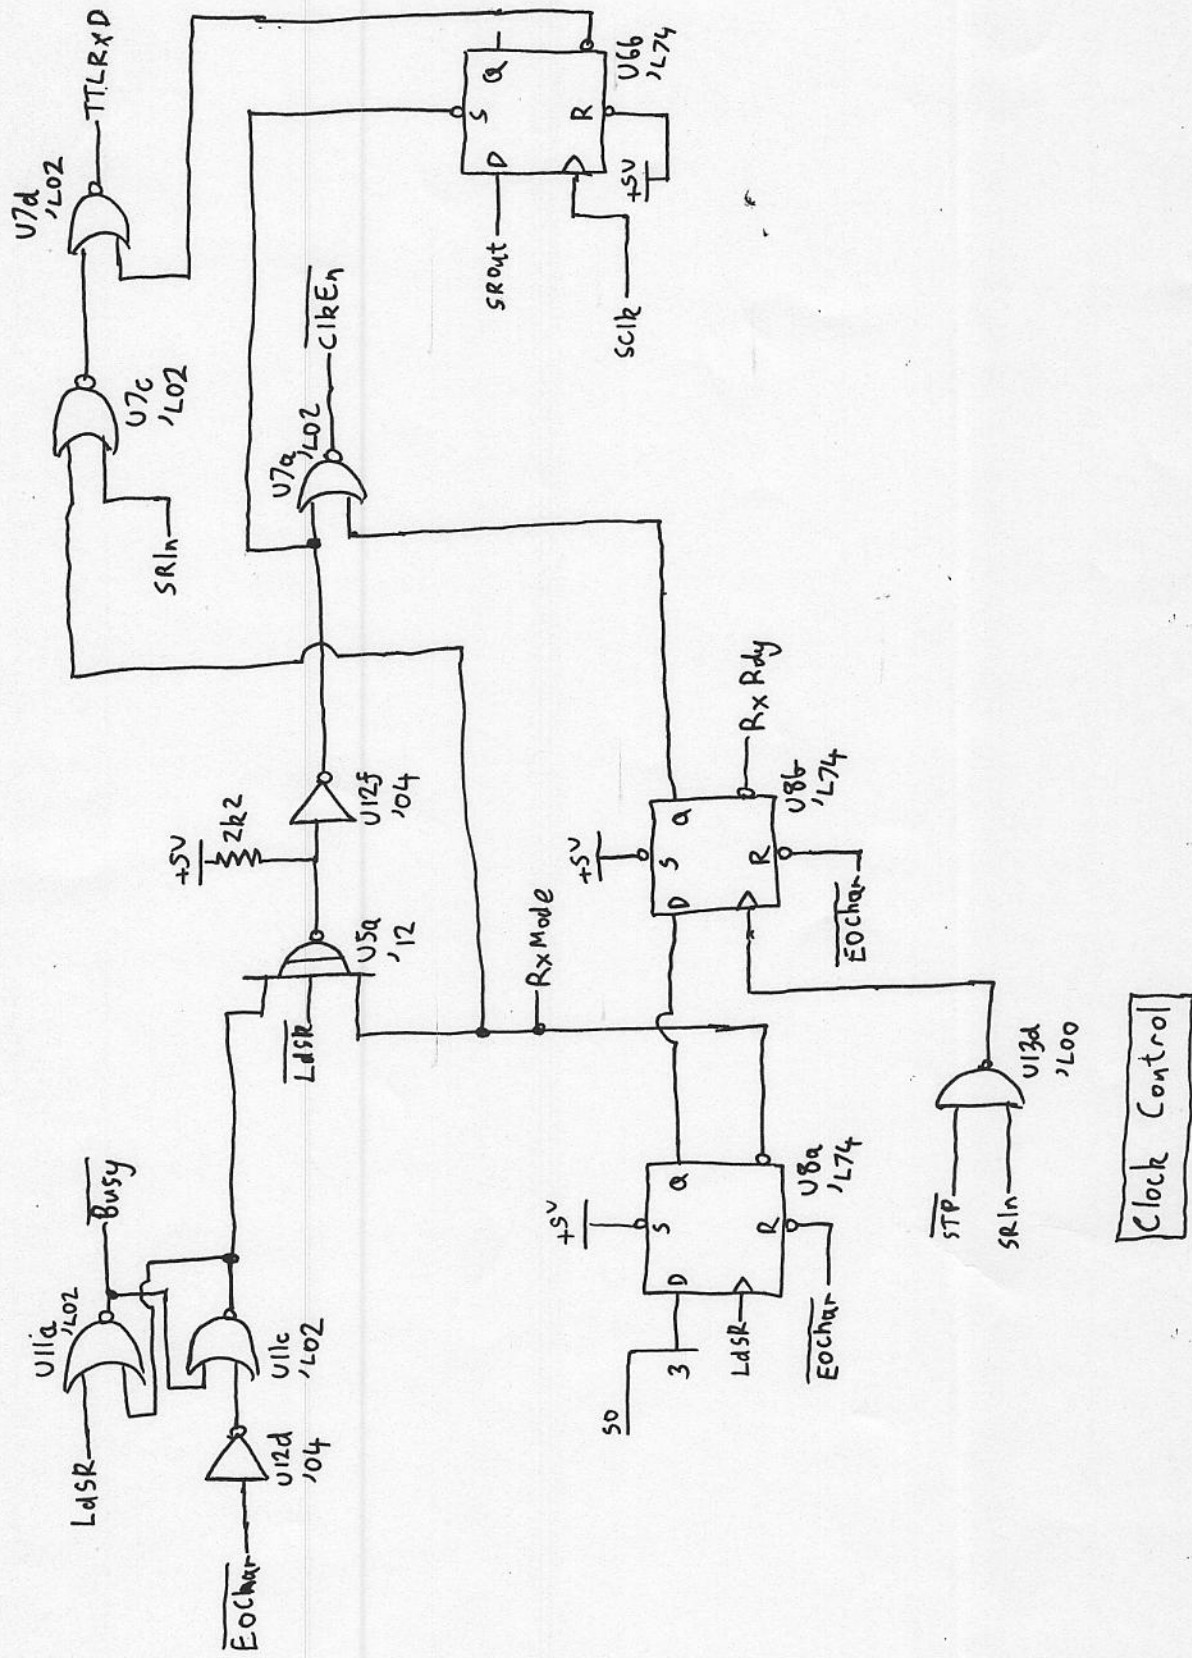 LdSR
U11a
'L02
Busy
EOChar
U12d
'04
U11c
'L02
LdSR
U5a
'12
+5V
2k2
U12f
'04
RxMode
SRIn
U7c
'L02
U7d
'L02
TTLRxD
U7a
'L02
ClkEn
SROut
SClk
D
S
Q
R
+5V
U6b
'L74
S0
3
LdSR
D
S
Q
R
+5V
EOChar
U8a
'L74
D
S
Q
R
+5V
EOChar
U8b
'L74
RxRdy
STP
SRIn
U13d
'L00
Clock Control